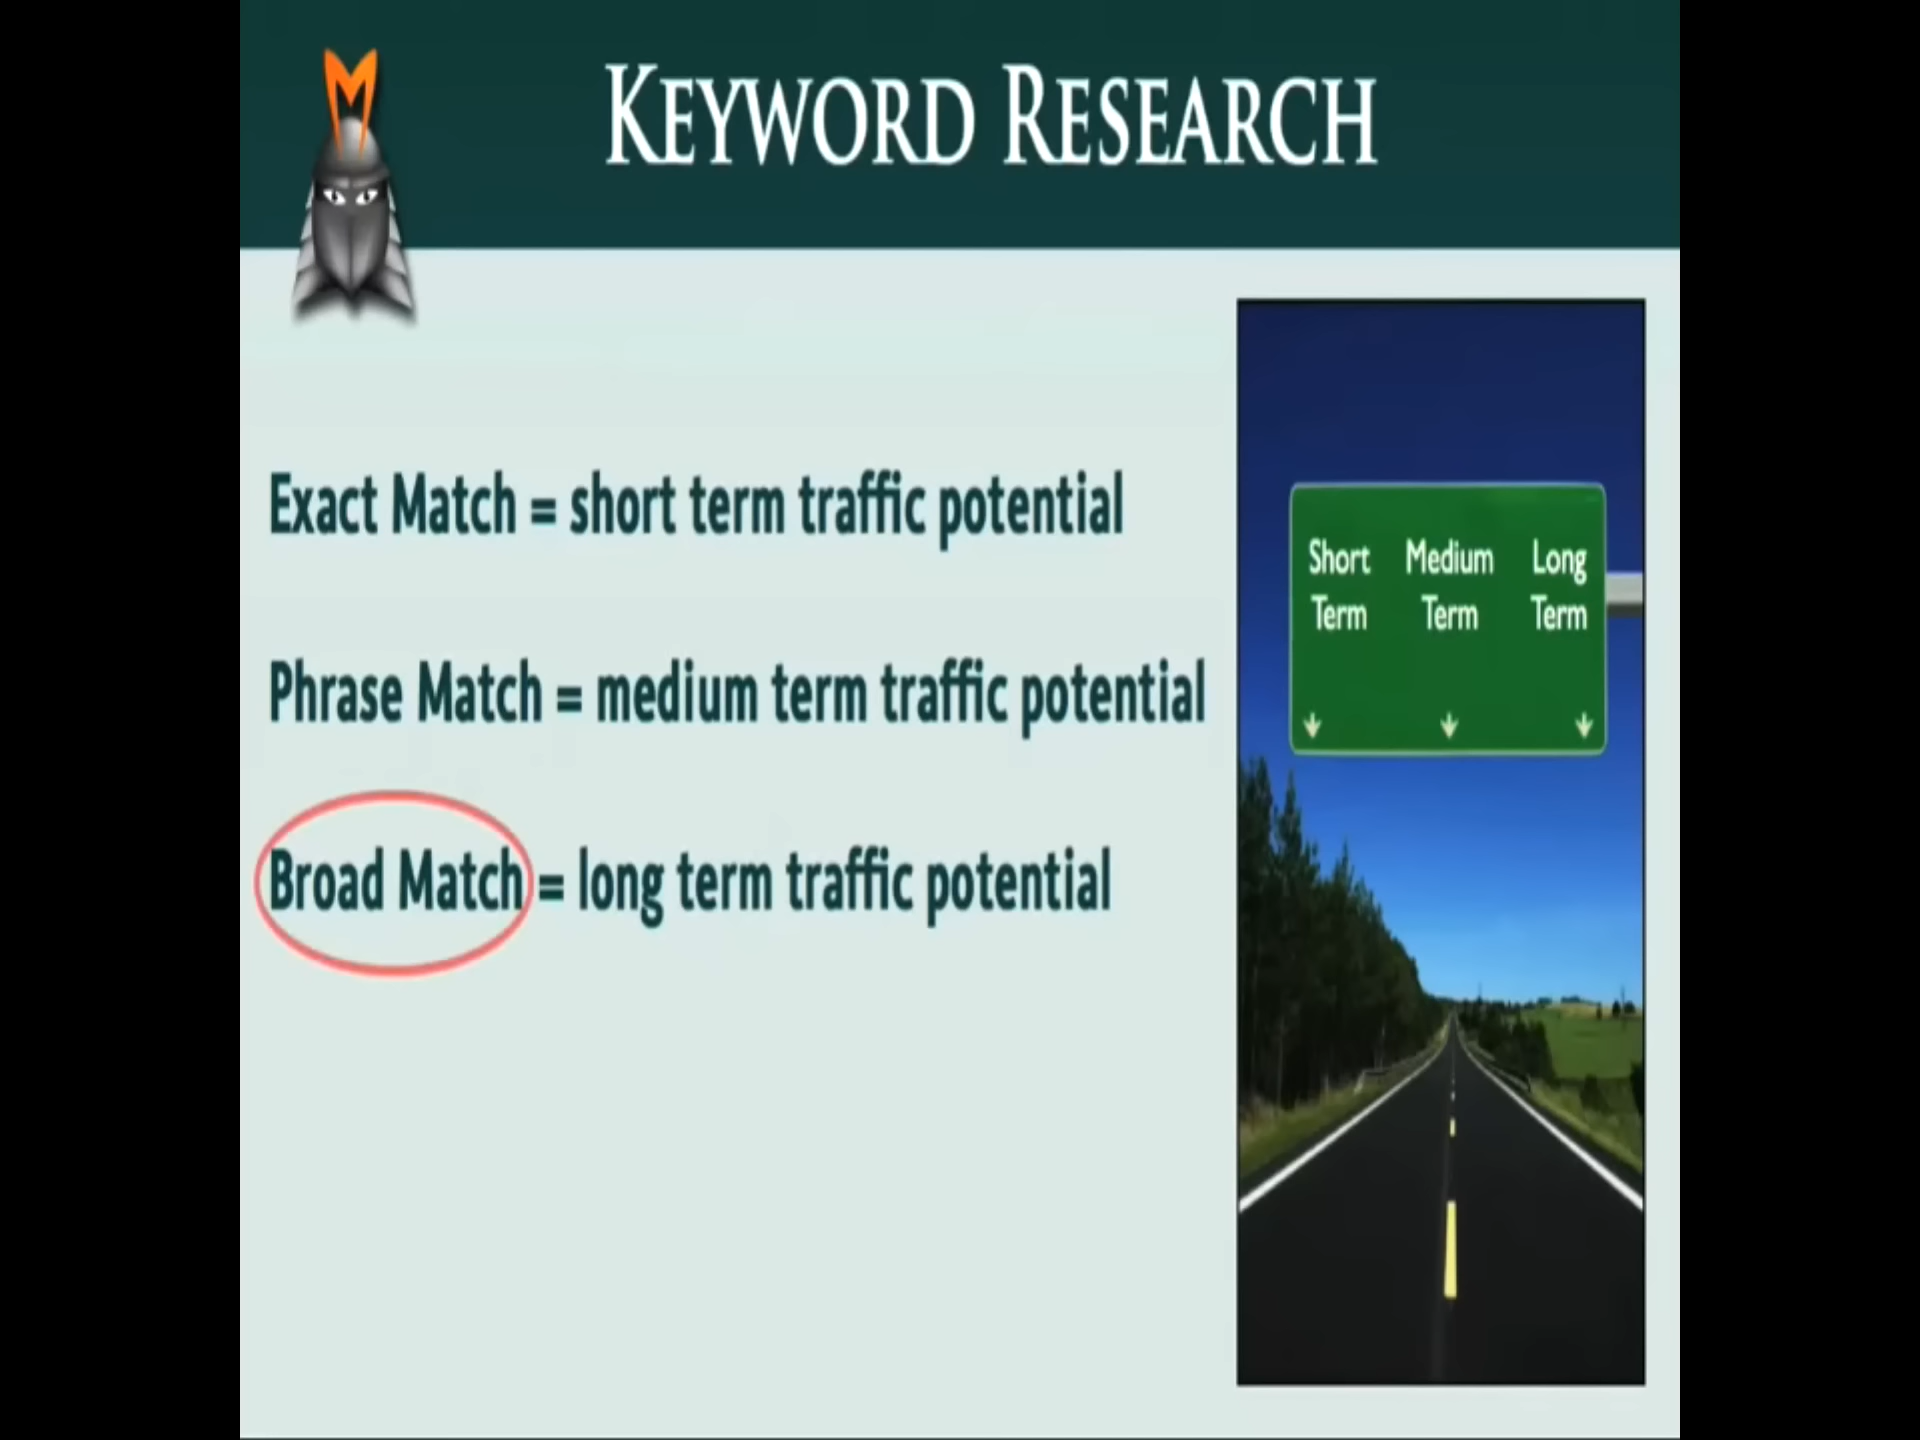 KEYWORD RESEARCH
Exact Match = short term traffic potential
Phrase Match = medium term traffic potential
Broad Match = long term traffic potential
Short Medium Long
Term Term Term